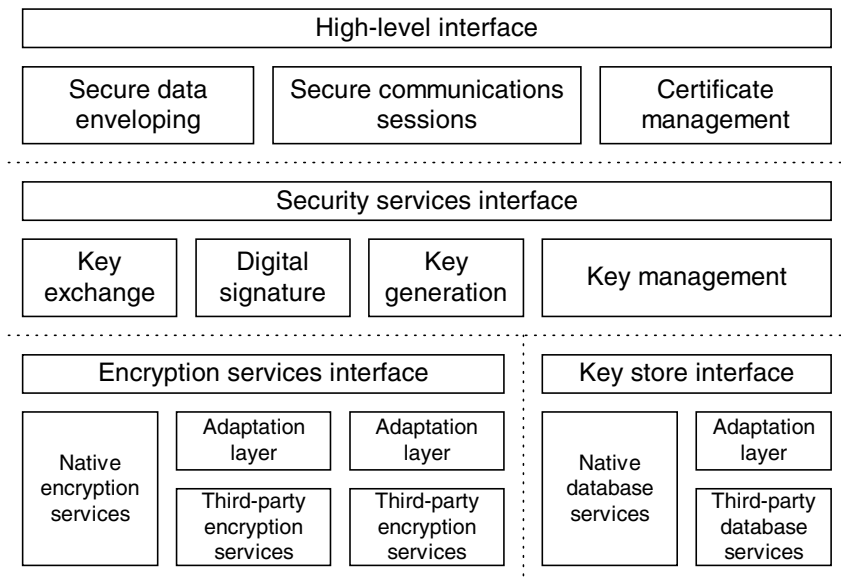 High-level interface
Secure data
enveloping
Secure communications
sessions
Certificate
management
Security services interface
Key
exchange
Digital
signature
Key
generation
Key management
Encryption services interface
Key store interface
Native
encryption
services
Adaptation
layer
Adaptation
layer
Third-party
encryption
services
Third-party
encryption
services
Native
database
services
Adaptation
layer
Third-party
database
services